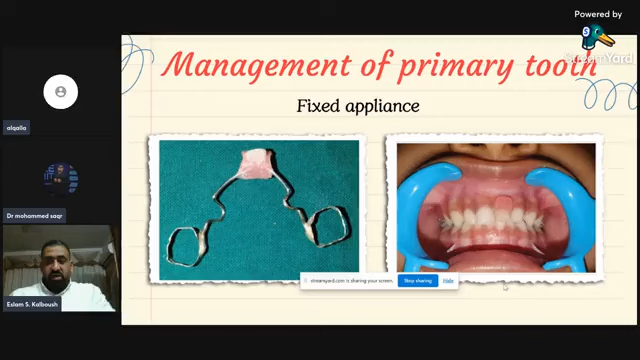 Powered by
StreamYard
Management of primary tooth
Fixed appliance
alqalla
Dr mohammed saqr
Eslam S. Kalboush
streamyard.com is sharing your screen.
Stop sharing
Hide